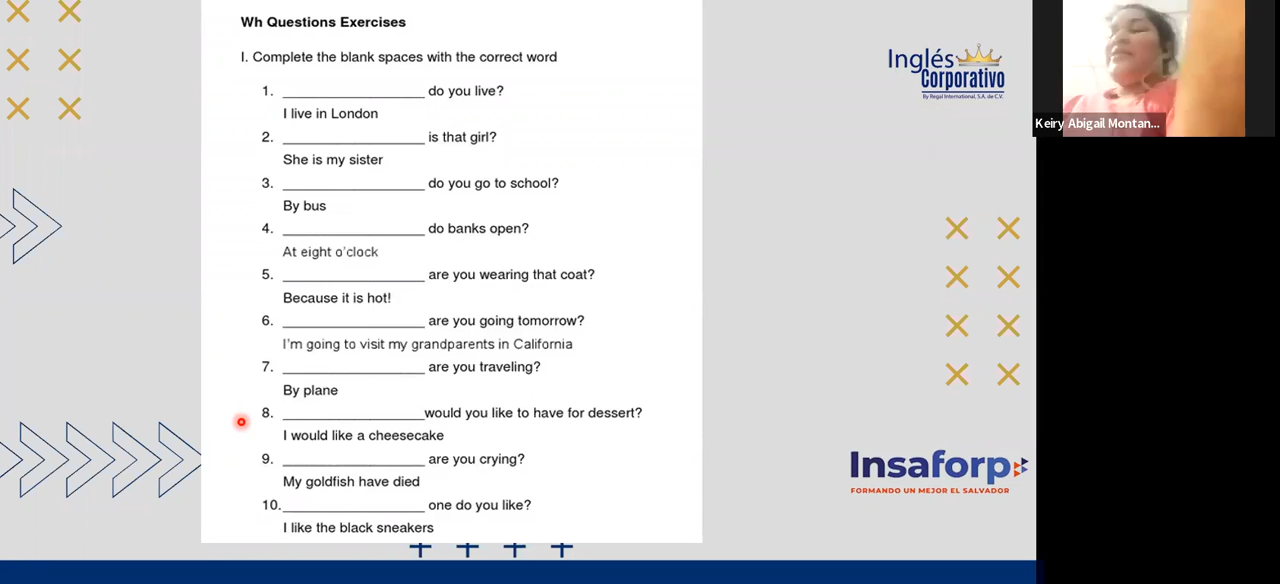 Wh Questions Exercises
I. Complete the blank spaces with the correct word
1. ________________ do you live?
I live in London
2. ________________ is that girl?
She is my sister
3. ________________ do you go to school?
By bus
4. ________________ do banks open?
At eight o'clock
5. ________________ are you wearing that coat?
Because it is hot!
6. ________________ are you going tomorrow?
I'm going to visit my grandparents in California
7. ________________ are you traveling?
By plane
8. ________________would you like to have for dessert?
I would like a cheesecake
9. ________________ are you crying?
My goldfish have died
10.________________ one do you like?
I like the black sneakers
Inglés
Corporativo
By Regal International, S.A. de C.V.
Keiry Abigail Montan...
Insaforp
FORMANDO UN MEJOR EL SALVADOR